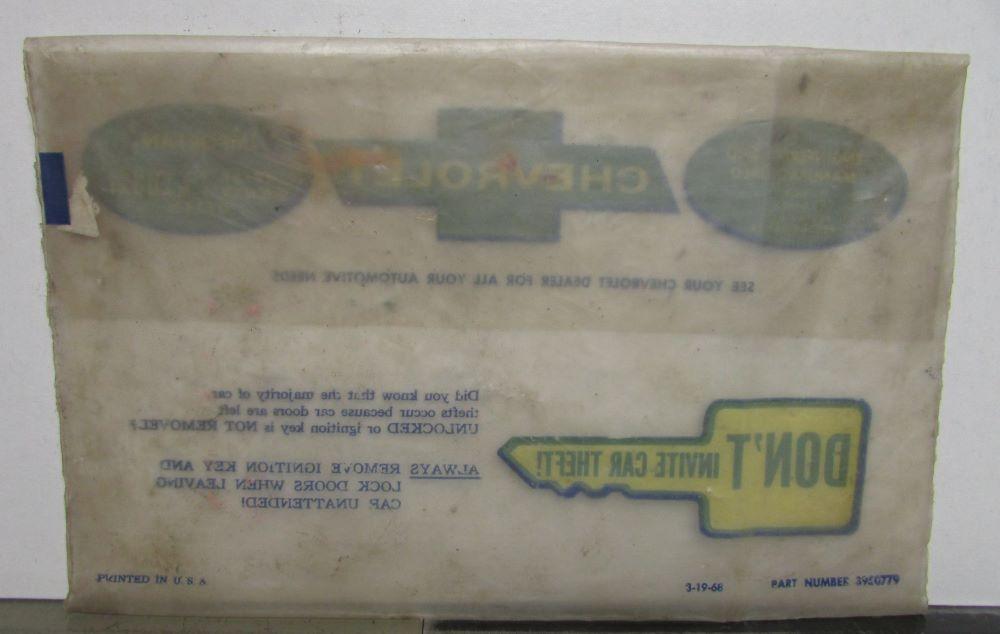 CHEVROLET
SEE YOUR CHEVROLET DEALER FOR ALL YOUR AUTOMOTIVE NEEDS
Did you know that the majority of car
thefts occur because car doors are left
UNLOCKED or ignition key is NOT REMOVED?
ALWAYS REMOVE IGNITION KEY AND
LOCK DOORS WHEN LEAVING
CAR UNATTENDED!
DON'T INVITE CAR THEFT!
PRINTED IN U.S.A.
3-19-68
PART NUMBER 3950779